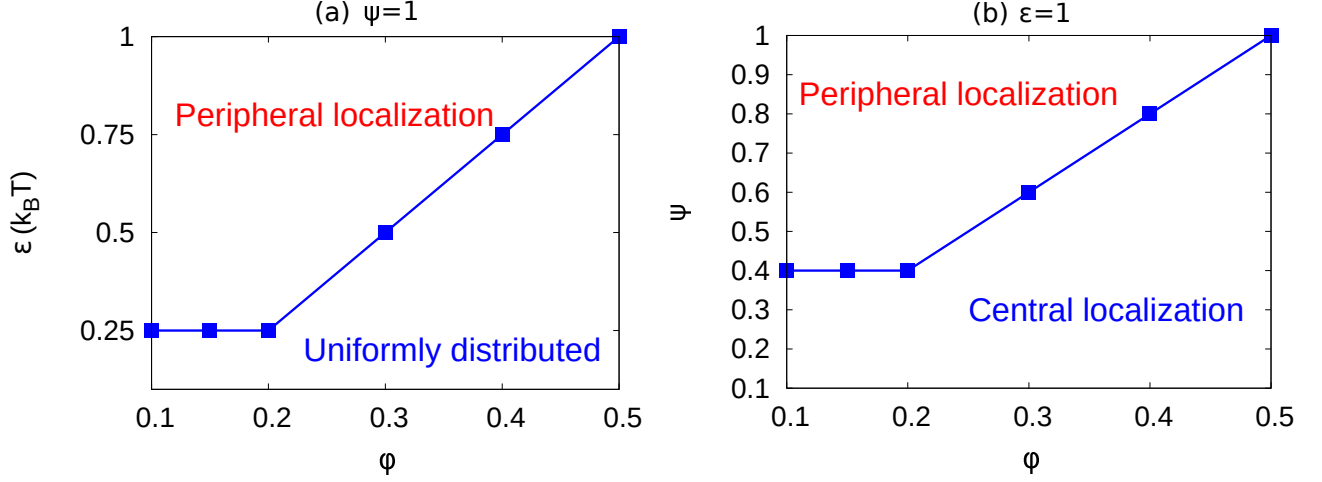 (a) ψ=1
1
0.75
0.5
0.25
ε (kBT)
Peripheral localization
Uniformly distributed
0.1 0.2 0.3 0.4 0.5
φ
(b) ε=1
1
0.9
0.8
0.7
0.6
0.5
0.4
0.3
0.2
0.1
ψ
Peripheral localization
Central localization
0.1 0.2 0.3 0.4 0.5
φ